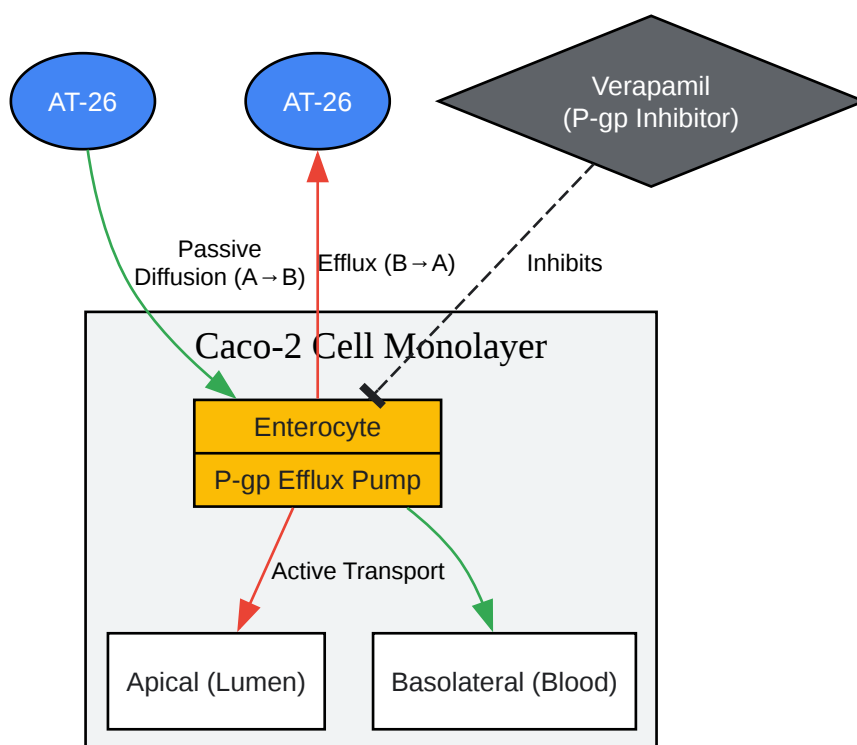 AT-26
AT-26
Verapamil
(P-gp Inhibitor)
Passive
Diffusion (A→B)
Efflux (B→A)
Inhibits
Caco-2 Cell Monolayer
Enterocyte
P-gp Efflux Pump
Active Transport
Apical (Lumen)
Basolateral (Blood)